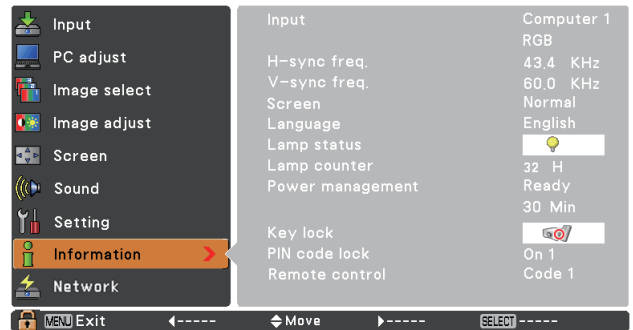 Input
PC adjust
Image select
Image adjust
Screen
Sound
Setting
Information
Network
Input Computer 1
RGB
H-sync freq. 43.4 KHz
V-sync freq. 60.0 KHz
Screen Normal
Language English
Lamp status
Lamp counter 32 H
Power management Ready
30 Min
Key lock
PIN code lock On 1
Remote control Code 1
MENU Exit ◄----- Move ►----- SELECT -----